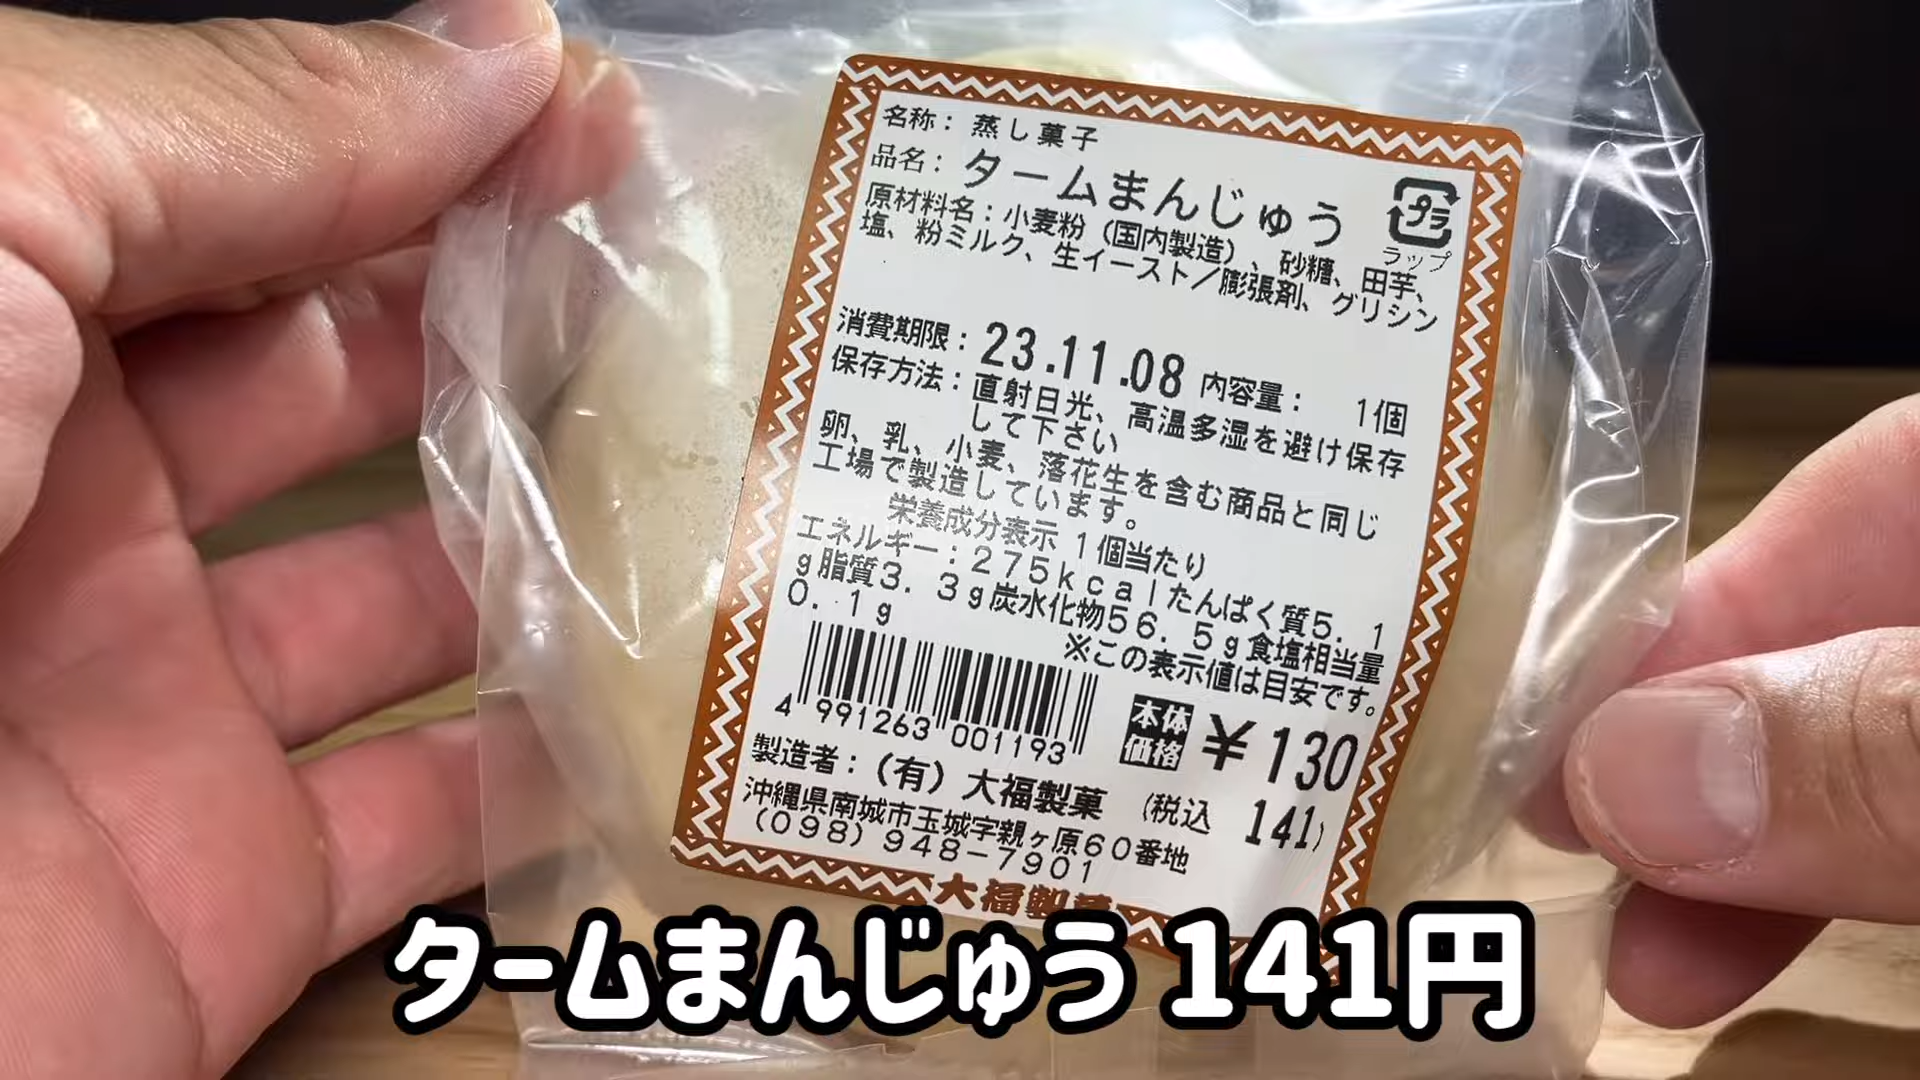 名称：蒸し菓子
品名：タームまんじゅう
プラ
ラップ
原材料名：小麦粉（国内製造）、砂糖、田芋、
塩、粉ミルク、生イースト／膨張剤、グリシン
消費期限：23.11.08 内容量： 1個
保存方法：直射日光、高温多湿を避け保存
して下さい
卵、乳、小麦、落花生を含む商品と同じ
工場で製造しています。
栄養成分表示 1個当たり
エネルギー：275kcal たんぱく質5．1
g脂質3．3g炭水化物56．5g食塩相当量
0．1g
※この表示値は目安です。
4 991263 001193
本体価格 ￥130
(税込 141)
製造者：（有）大福製菓
沖縄県南城市玉城字親ヶ原60番地
(098) 948-7901
大福製菓
タームまんじゅう 141円